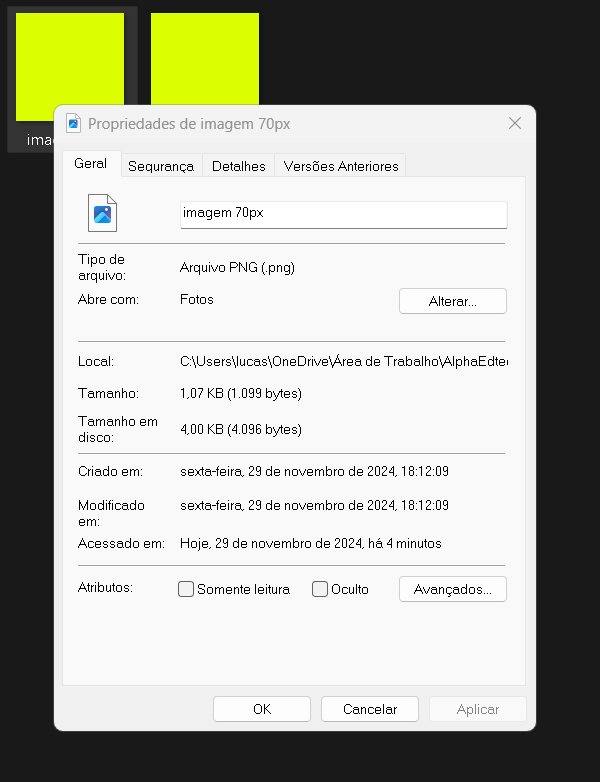 ima
Propriedades de imagem 70px
Geral
Segurança
Detalhes
Versões Anteriores
imagem 70px
Tipo de
arquivo:
Arquivo PNG (.png)
Abre com:
Fotos
Alterar...
Local:
C:\Users\lucas\OneDrive\Área de Trabalho\AlphaEdtec
Tamanho:
1,07 KB (1.099 bytes)
Tamanho em
disco:
4,00 KB (4.096 bytes)
Criado em:
sexta-feira, 29 de novembro de 2024, 18:12:09
Modificado
em:
sexta-feira, 29 de novembro de 2024, 18:12:09
Acessado em:
Hoje, 29 de novembro de 2024, há 4 minutos
Atributos:
Somente leitura
Oculto
Avançados...
OK
Cancelar
Aplicar